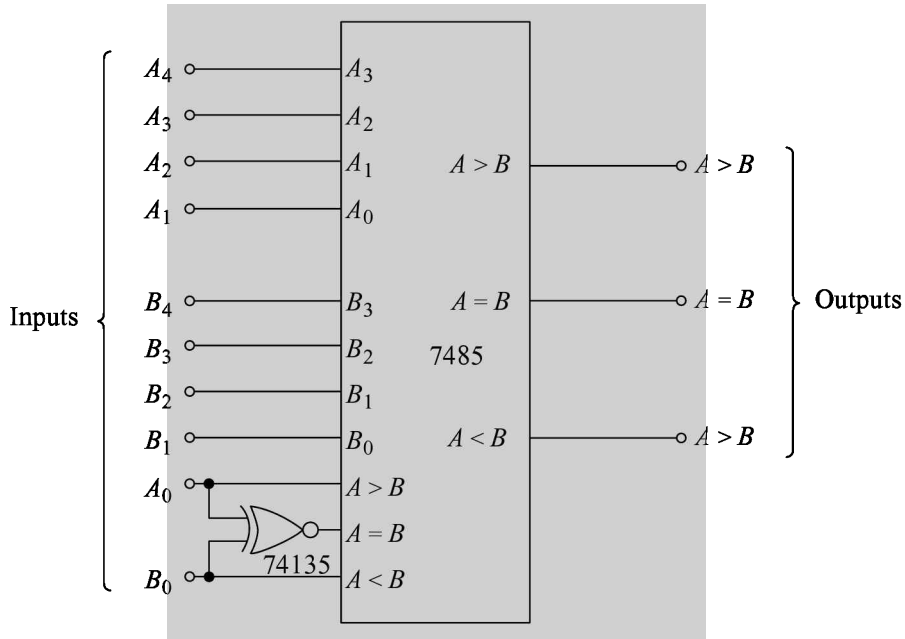 A₄ A₃
A₃ A₂
A₂ A₁ A > B A > B
A₁ A₀
B₄ B₃ A = B A = B
Inputs Outputs
B₃ B₂ 7485
B₂ B₁
B₁ B₀ A < B A > B
A₀ A > B
A = B
74135
B₀ A < B